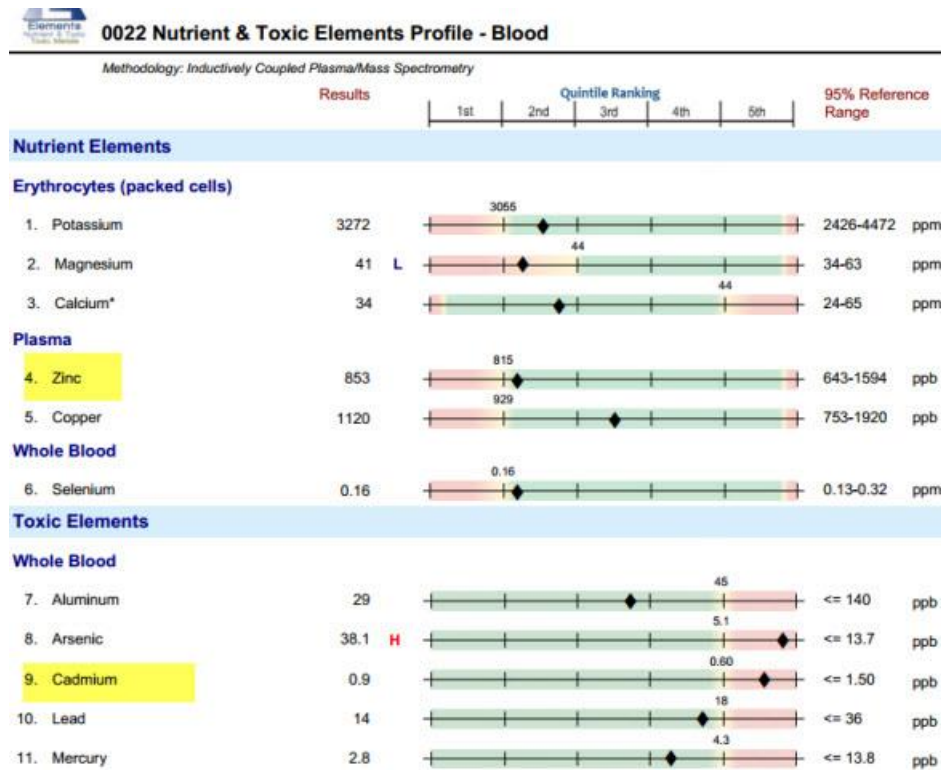 Elements
Nutrient & Toxic
Toxic Metals
0022 Nutrient & Toxic Elements Profile - Blood
Methodology: Inductively Coupled Plasma/Mass Spectrometry
Results Quintile Ranking 95% Reference Range
1st 2nd 3rd 4th 5th
Nutrient Elements
Erythrocytes (packed cells)
3055
1. Potassium 3272 2426-4472 ppm
44
2. Magnesium 41 L 34-63 ppm
44
3. Calcium* 34 24-65 ppm
Plasma
815
4. Zinc 853 643-1594 ppb
929
5. Copper 1120 753-1920 ppb
Whole Blood
0.16
6. Selenium 0.16 0.13-0.32 ppm
Toxic Elements
Whole Blood
45
7. Aluminum 29 <= 140 ppb
5.1
8. Arsenic 38.1 H <= 13.7 ppb
0.60
9. Cadmium 0.9 <= 1.50 ppb
18
10. Lead 14 <= 36 ppb
4.3
11. Mercury 2.8 <= 13.8 ppb